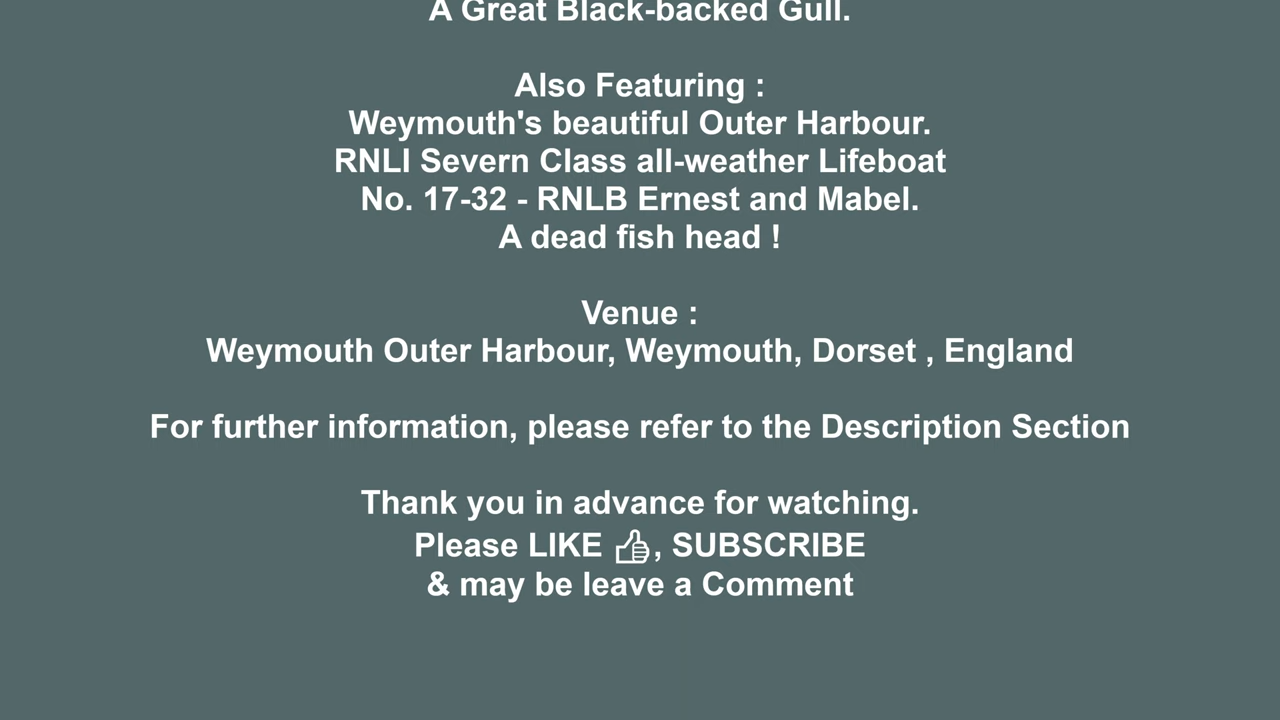 A Great Black-backed Gull.
Also Featuring :
Weymouth's beautiful Outer Harbour.
RNLI Severn Class all-weather Lifeboat
No. 17-32 - RNLB Ernest and Mabel.
A dead fish head !
Venue :
Weymouth Outer Harbour, Weymouth, Dorset , England
For further information, please refer to the Description Section
Thank you in advance for watching.
Please LIKE 👍, SUBSCRIBE
& may be leave a Comment